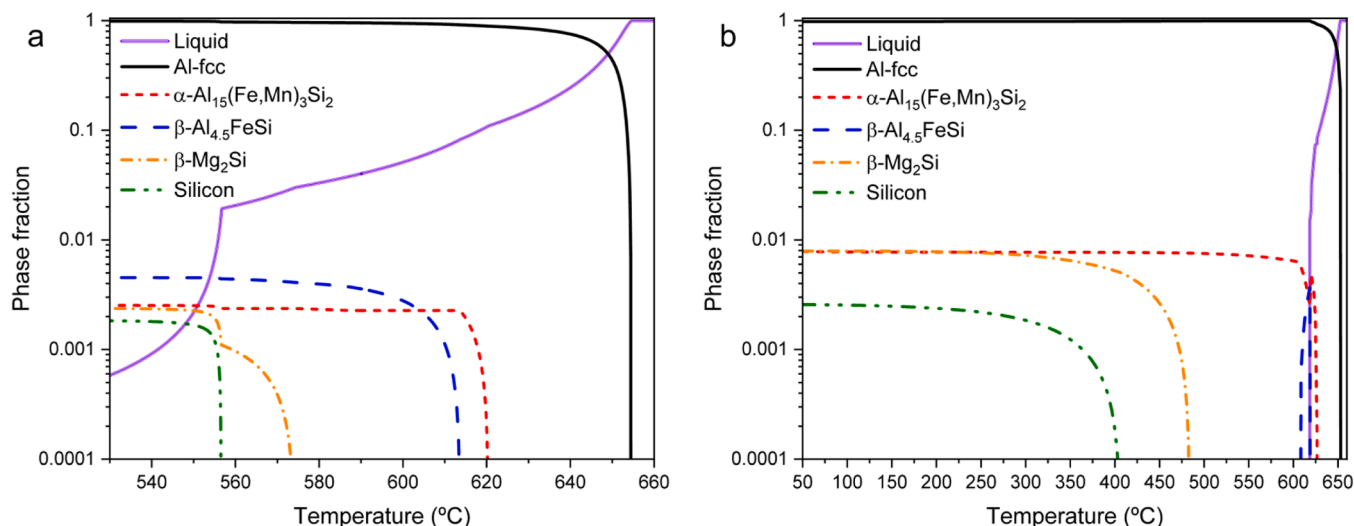 a
Liquid
Al-fcc
α-Al₁₅(Fe,Mn)₃Si₂
β-Al₄.₅FeSi
β-Mg₂Si
Silicon
1
0.1
0.01
0.001
0.0001
Phase fraction
540 560 580 600 620 640 660
Temperature (ºC)
b
Liquid
Al-fcc
α-Al₁₅(Fe,Mn)₃Si₂
β-Al₄.₅FeSi
β-Mg₂Si
Silicon
1
0.1
0.01
0.001
0.0001
Phase fraction
50 100 150 200 250 300 350 400 450 500 550 600 650
Temperature (ºC)